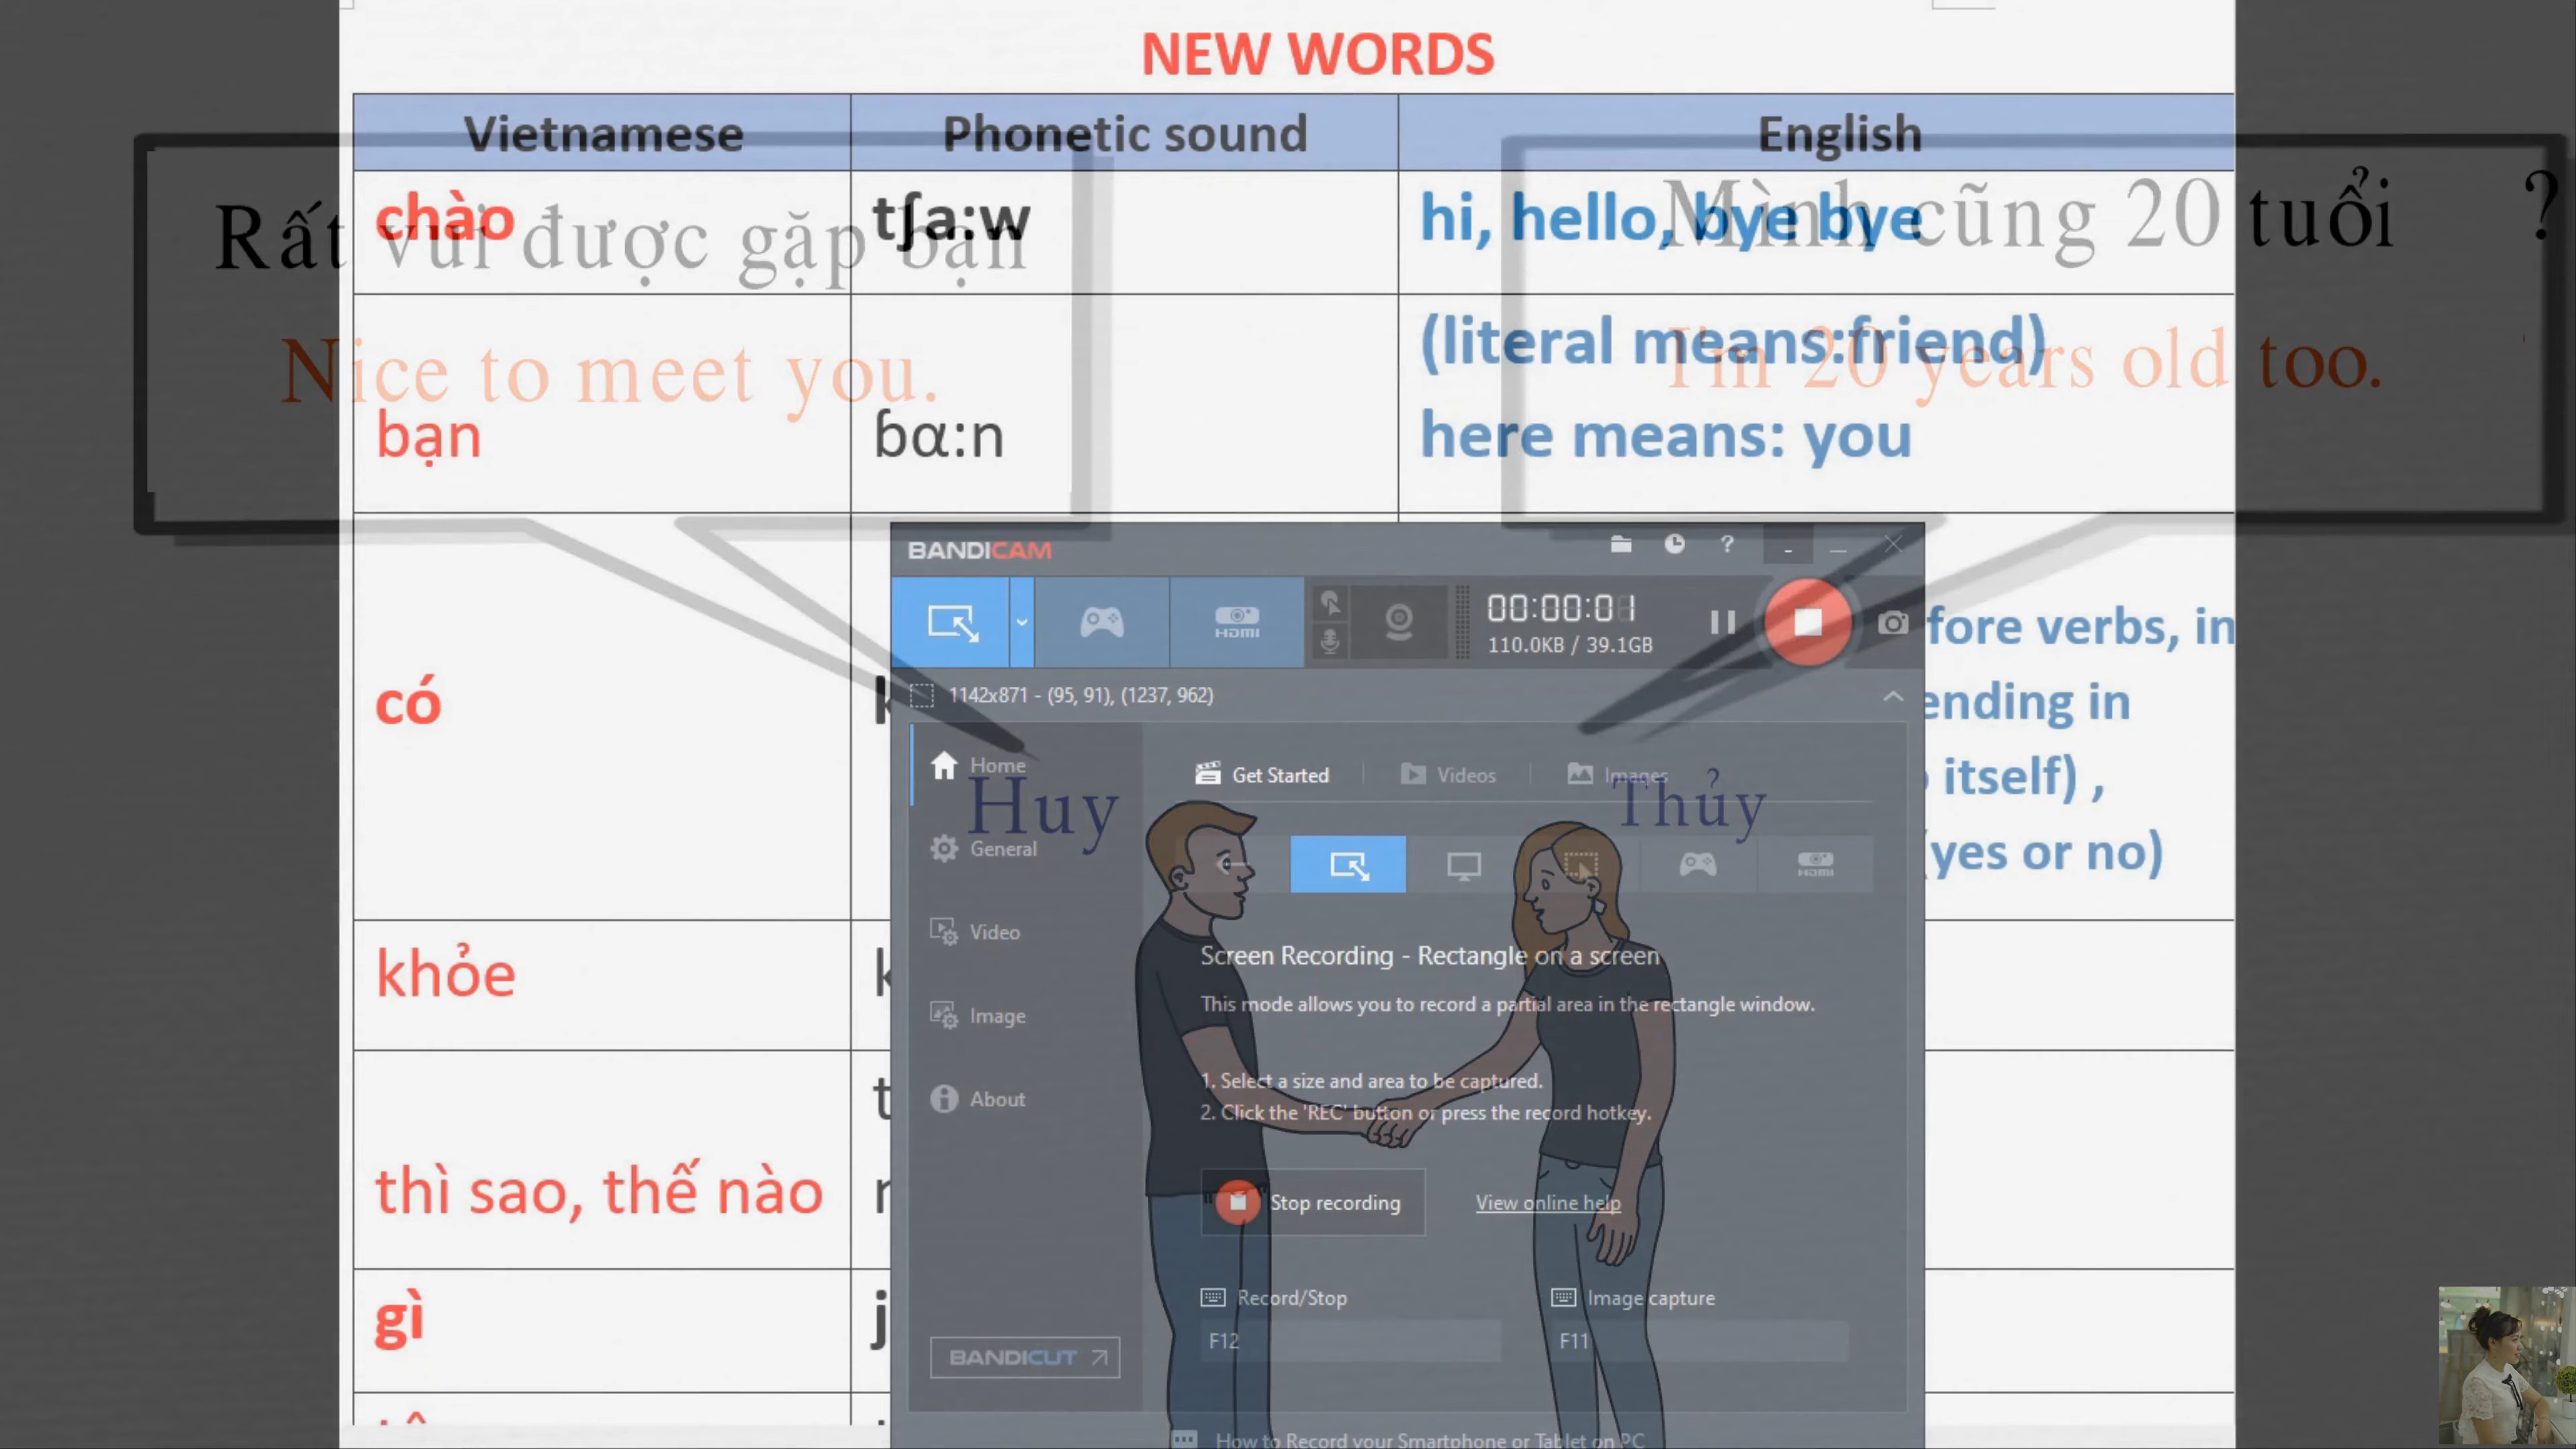 NEW WORDS
Vietnamese Phonetic sound English
chào tʃa:w hi, hello, bye bye
Rất vui được gặp bạn
Mình cũng 20 tuổi ?
Nice to meet you.
I'm 20 years old too.
(literal means:friend)
bạn ɓɑ:n here means: you
BANDICAM
HDMI
00:00:01
110.0KB / 39.1GB
1142x871 - (95, 91), (1237, 962)
có
fore verbs, in
ending in
itself) ,
(yes or no)
Home
Get Started Videos Images
Huy
Thủy
General
HDMI
Video
Screen Recording - Rectangle on a screen
khỏe
This mode allows you to record a partial area in the rectangle window.
Image
1. Select a size and area to be captured.
About
2. Click the 'REC' button or press the record hotkey.
thì sao, thế nào
Stop recording View online help
Record/Stop Image capture
gì
F12 F11
BANDICUT
How to Record your Smartphone or Tablet on PC